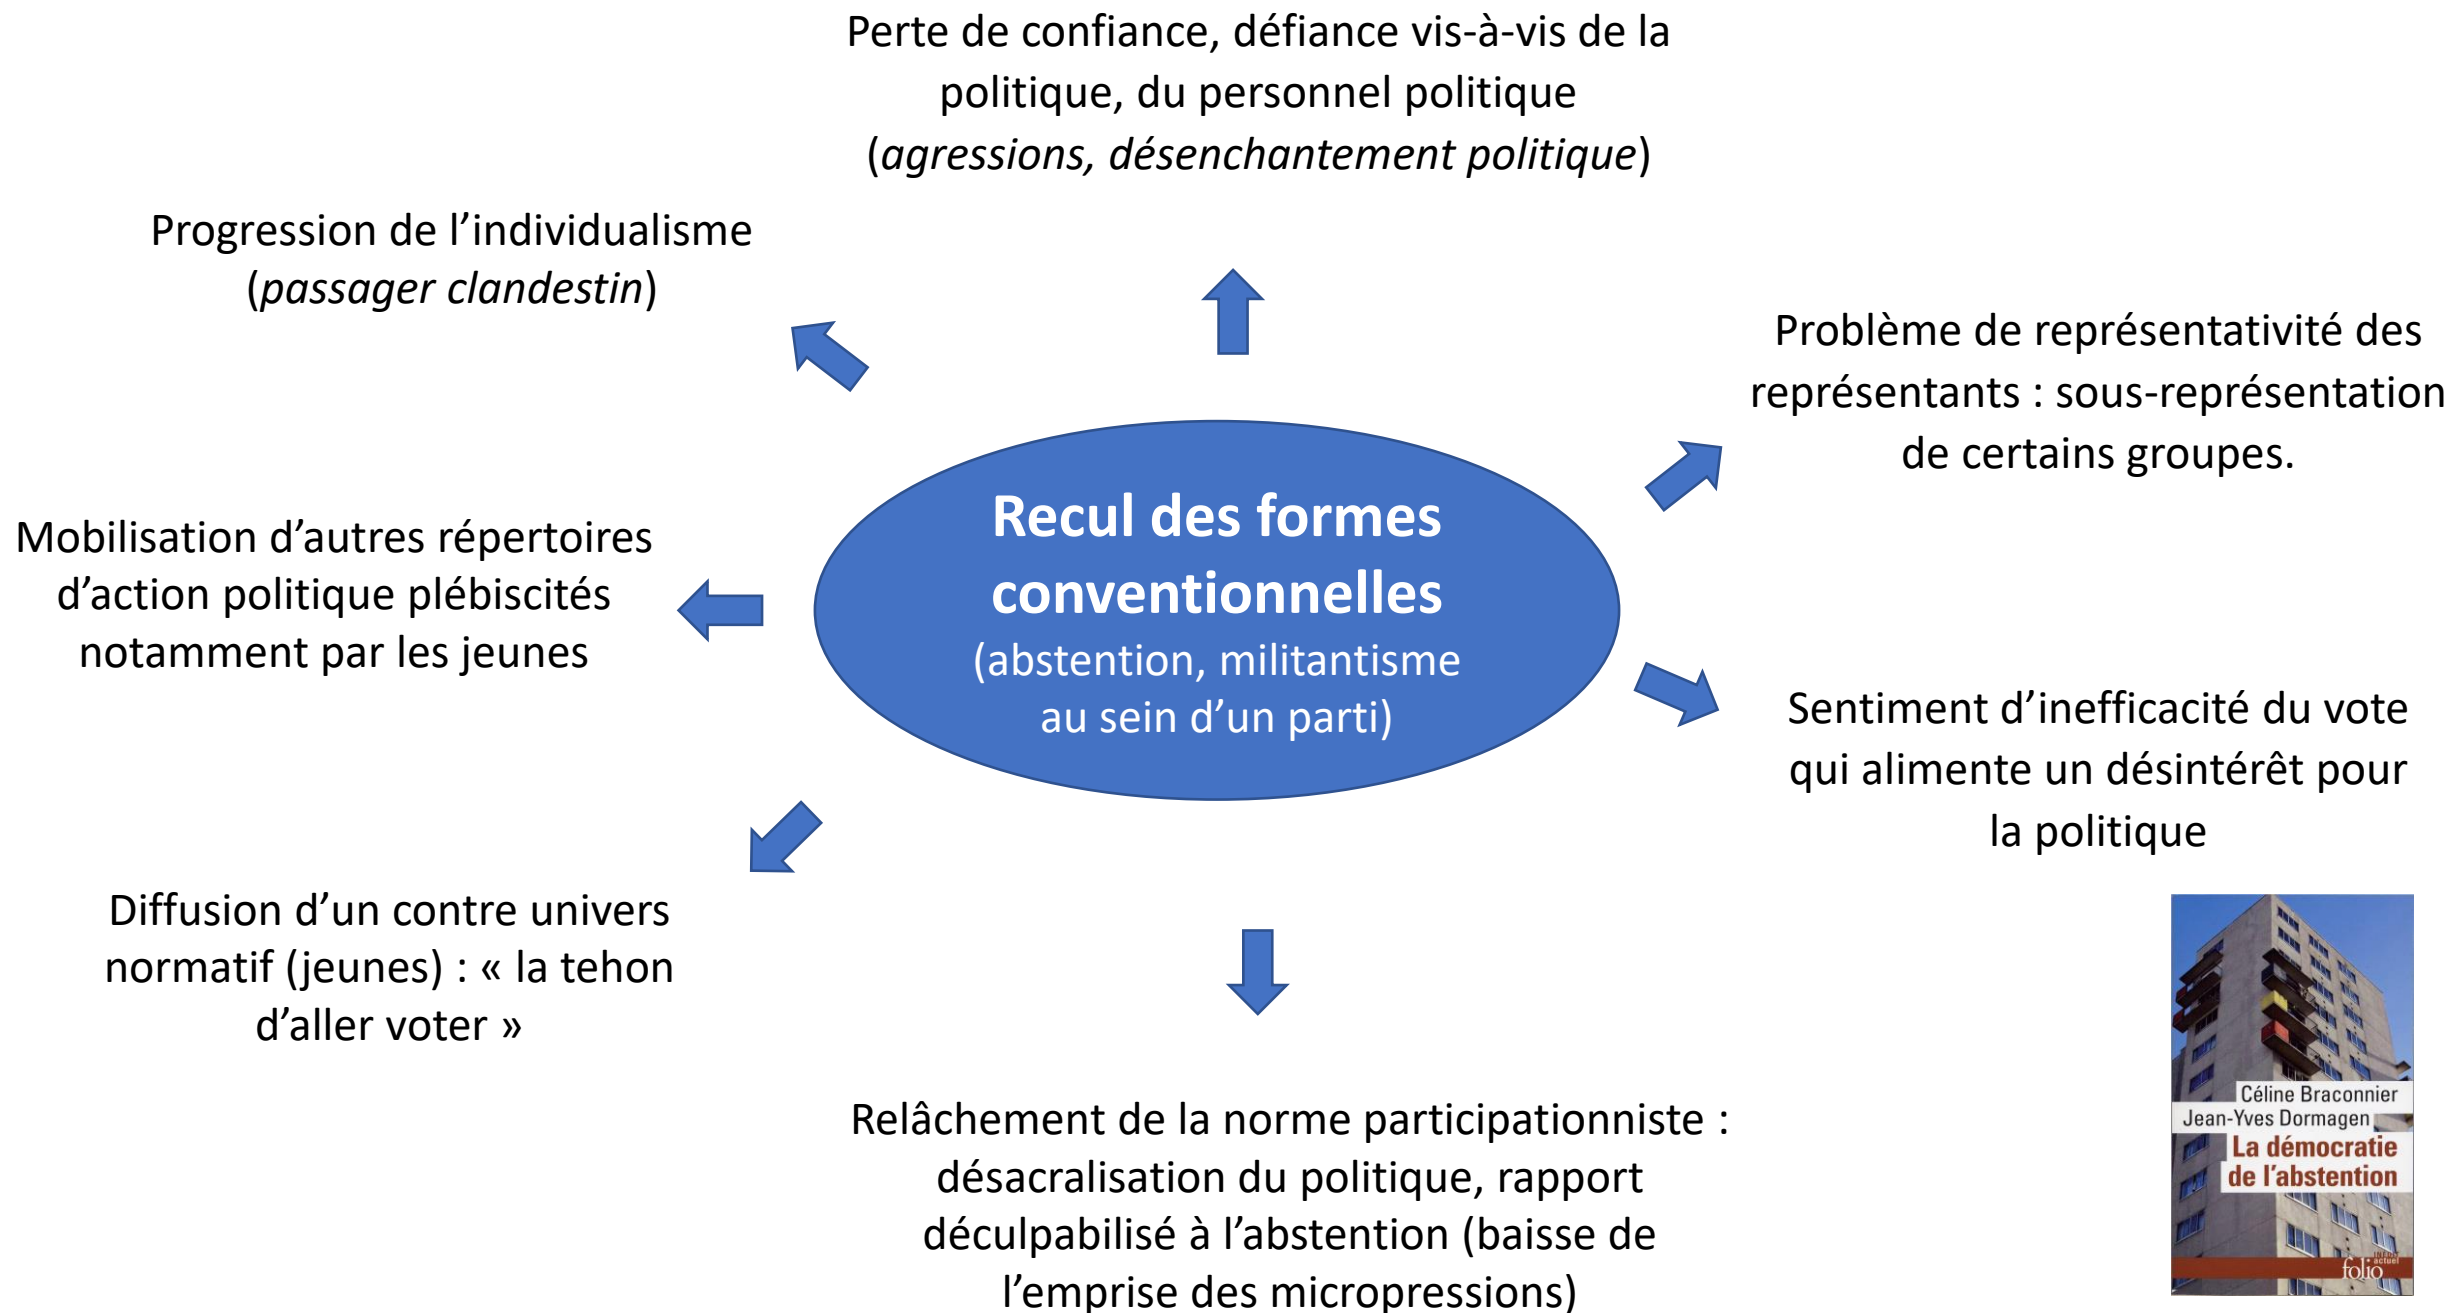 Perte de confiance, défiance vis-à-vis de la
politique, du personnel politique
(agressions, désenchantement politique)
Progression de l’individualisme
(passager clandestin)
Problème de représentativité des
représentants : sous-représentation
de certains groupes.
Recul des formes
conventionnelles
(abstention, militantisme
au sein d’un parti)
Mobilisation d’autres répertoires
d’action politique plébiscités
notamment par les jeunes
Sentiment d’inefficacité du vote
qui alimente un désintérêt pour
la politique
Diffusion d’un contre univers
normatif (jeunes) : « la tehon
d’aller voter »
Relâchement de la norme participationniste :
désacralisation du politique, rapport
déculpabilisé à l’abstention (baisse de
l’emprise des micropressions)
Céline Braconnier
Jean-Yves Dormagen
La démocratie
de l’abstention
INÉDIT
actuel
folio